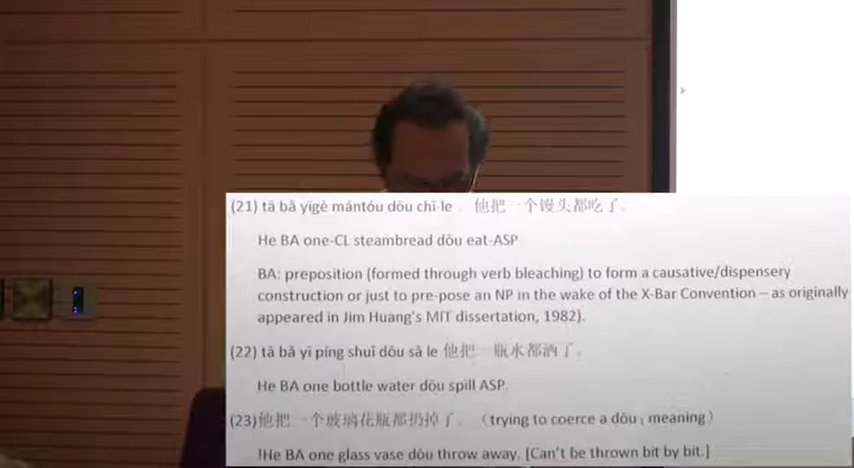 (21) tā bǎ yīgè mántóu dōu chī le . 他把一个馒头都吃了。
He BA one-CL steambread dōu eat-ASP
BA: preposition (formed through verb bleaching) to form a causative/dispensery
construction or just to pre-pose an NP in the wake of the X-Bar Convention – as originally
appeared in Jim Huang's MIT dissertation, 1982).
(22) tā bǎ yī píng shuǐ dōu sǎ le 他把一瓶水都洒了。
He BA one bottle water dōu spill ASP.
(23)他把一个玻璃花瓶都扔掉了。（trying to coerce a dōu₁ meaning）
!He BA one glass vase dōu throw away. [Can't be thrown bit by bit.]